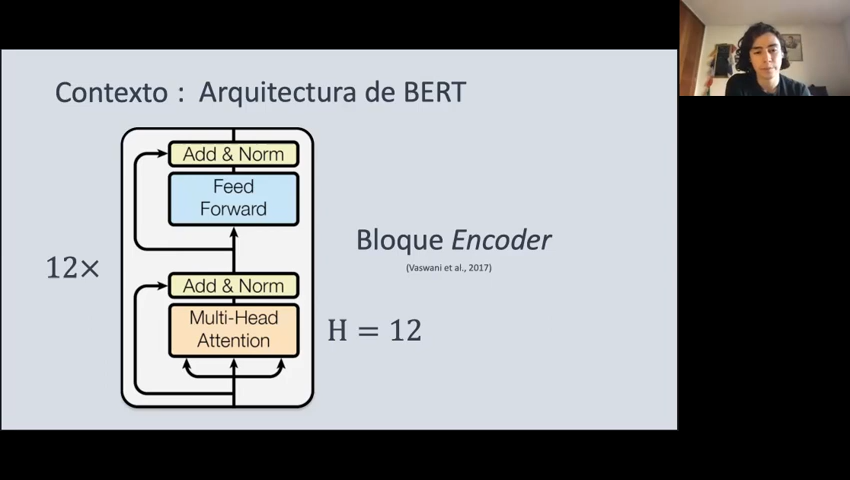 Contexto : Arquitectura de BERT
Add & Norm
Feed
Forward
Bloque Encoder
(Vaswani et al., 2017)
12×
Add & Norm
Multi-Head
Attention
H = 12